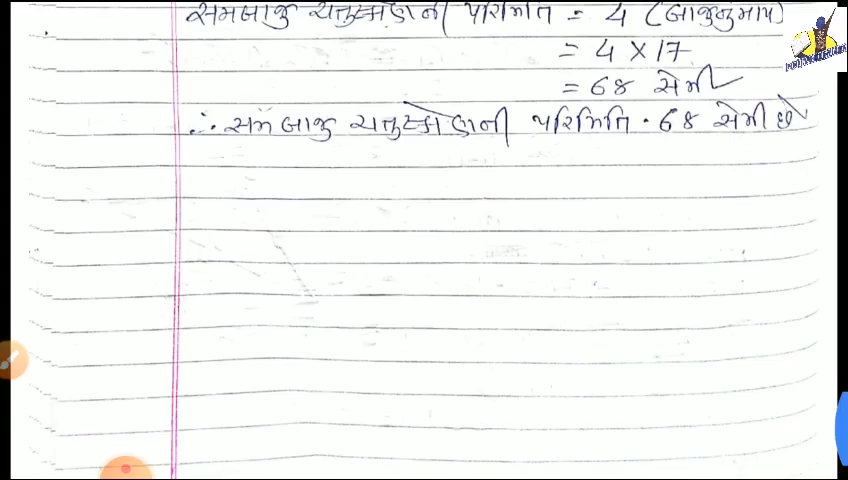 સમબાજુ ચતુષ્કોણની પરિમિતિ = 4 (બાજુનુ માપ)
= 4 × 17
= 68 સેમી
∴ સમબાજુ ચતુષ્કોણની પરિમિતિ · 68 સેમી છે